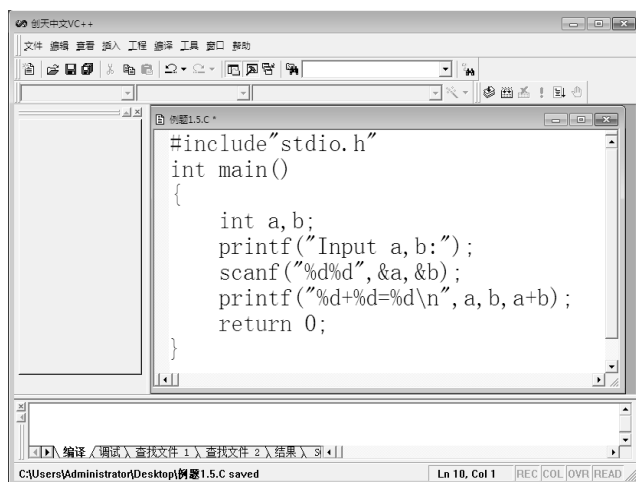 创天中文VC++
文件 编辑 查看 插入 工程 编译 工具 窗口 帮助
例题1.5.C *
#include"stdio.h"
int main()
{
int a,b;
printf("Input a,b:");
scanf("%d%d",&a,&b);
printf("%d+%d=%d\n",a,b,a+b);
return 0;
}
编译 调试 查找文件 1 查找文件 2 结果 S
C:\Users\Administrator\Desktop\例题1.5.C saved Ln 10, Col 1 REC COL OVR READ